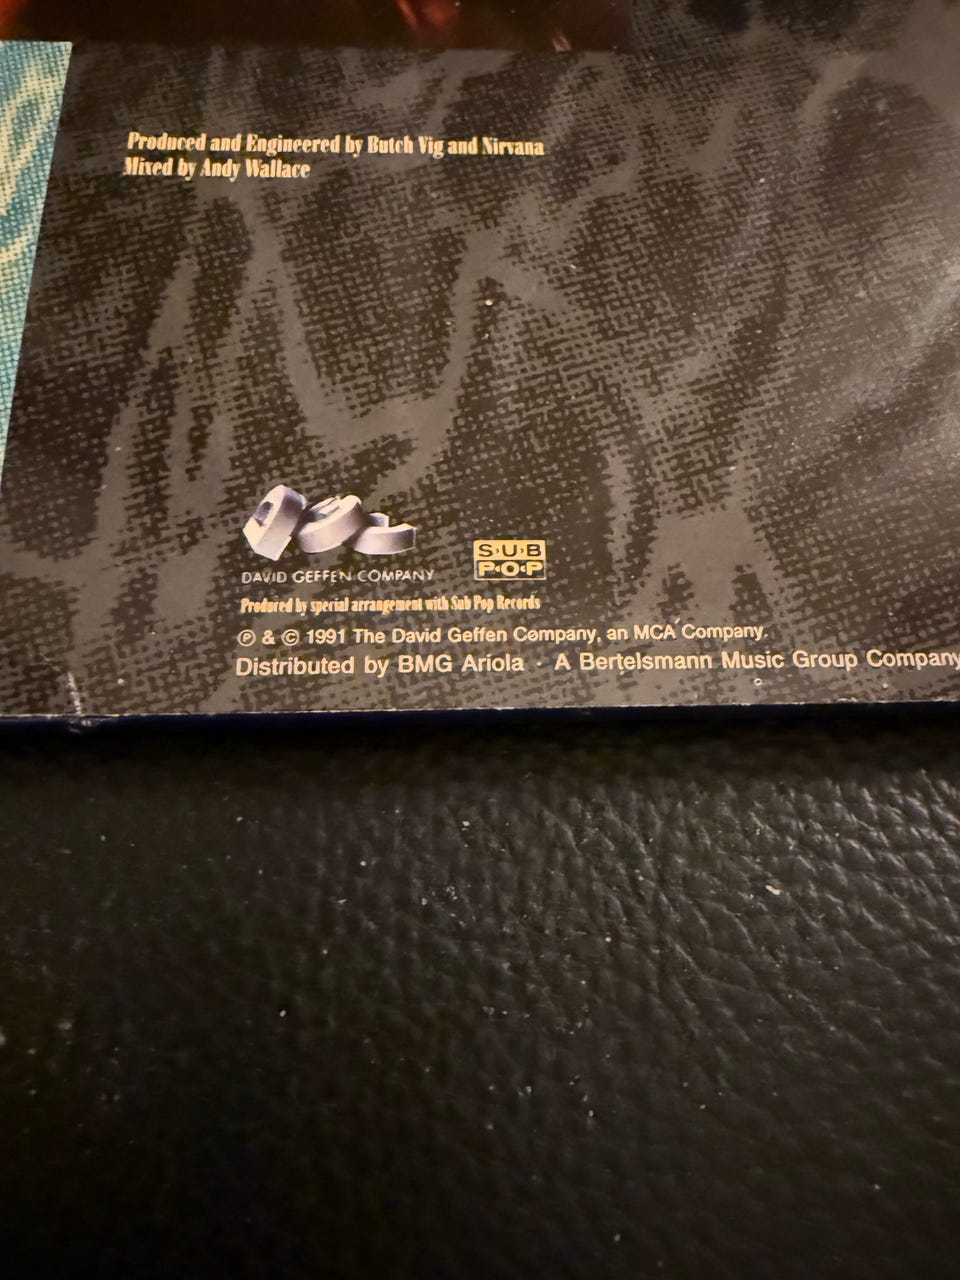 Produced and Engineered by Butch Vig and Nirvana
Mixed by Andy Wallace
DGC
SUB
POP
DAVID GEFFEN COMPANY
Produced by special arrangement with Sub Pop Records
℗ & © 1991 The David Geffen Company, an MCA Company.
Distributed by BMG Ariola · A Bertelsmann Music Group Company